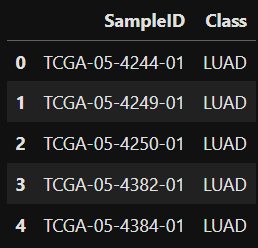 SampleID Class
0 TCGA-05-4244-01 LUAD
1 TCGA-05-4249-01 LUAD
2 TCGA-05-4250-01 LUAD
3 TCGA-05-4382-01 LUAD
4 TCGA-05-4384-01 LUAD